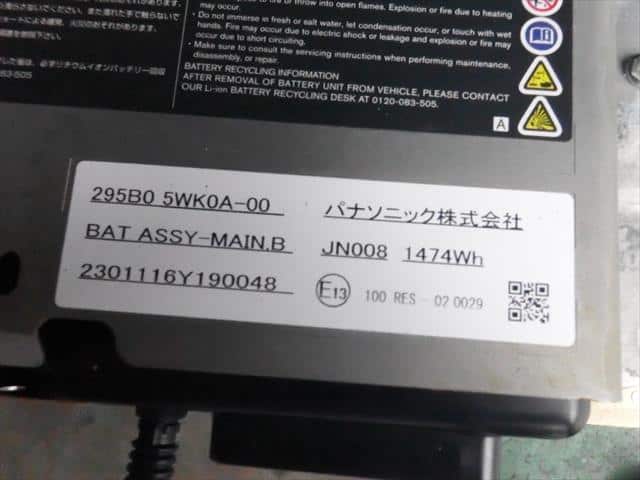 may occur.
・Do not immerse in fresh or salt water, let condensation occur, or touch with wet
hands. Fire may occur due to electric shock or leakage and explosion or fire may
occur due to short circuiting.
・Make sure to consult the servicing instructions when performing maintenance,
disassembly, or repair.
BATTERY RECYCLING INFORMATION
AFTER REMOVAL OF BATTERY UNIT FROM VEHICLE, PLEASE CONTACT
OUR Li-ion BATTERY RECYCLING DESK AT 0120-083-505.
A
295B0 5WK0A-00 パナソニック株式会社
BAT ASSY-MAIN,B JN008 1474Wh
2301116Y190048 E13 100 RES - 02 0029